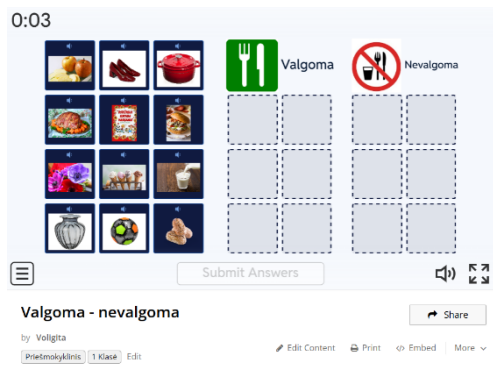 0:03
Valgoma
Nevalgoma
Submit Answers
Valgoma - nevalgoma
Share
by Voligita
Edit Content
Print
Embed
More
Priešmokyklinis
1 Klasė
Edit